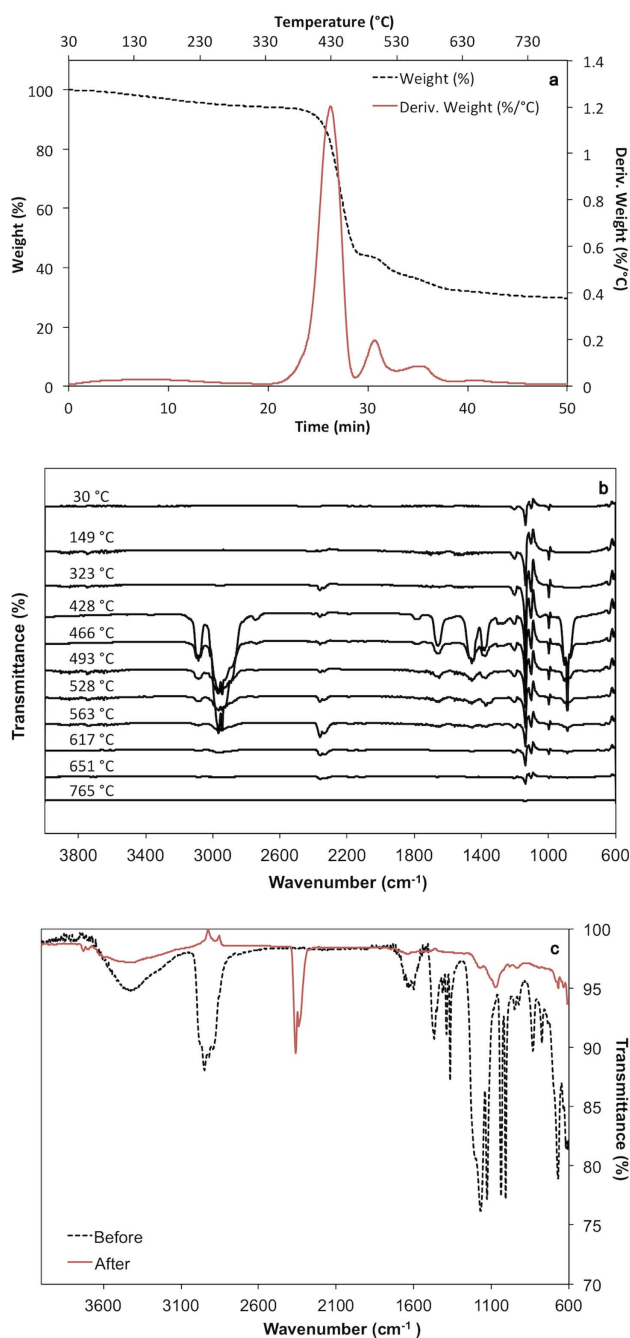 Temperature (°C)
30 130 230 330 430 530 630 730
a
Weight (%)
Deriv. Weight (%/°C)
100
80
60
40
20
0
Weight (%)
1.4
1.2
1
0.8
0.6
0.4
0.2
0
Deriv. Weight (%/°C)
0 10 20 30 40 50
Time (min)
b
30 °C
149 °C
323 °C
428 °C
466 °C
493 °C
528 °C
563 °C
617 °C
651 °C
765 °C
Transmittance (%)
3800 3400 3000 2600 2200 1800 1400 1000 600
Wavenumber (cm-1)
c
100
95
90
85
80
75
70
Transmittance (%)
Before
After
3600 3100 2600 2100 1600 1100 600
Wavenumber (cm-1)